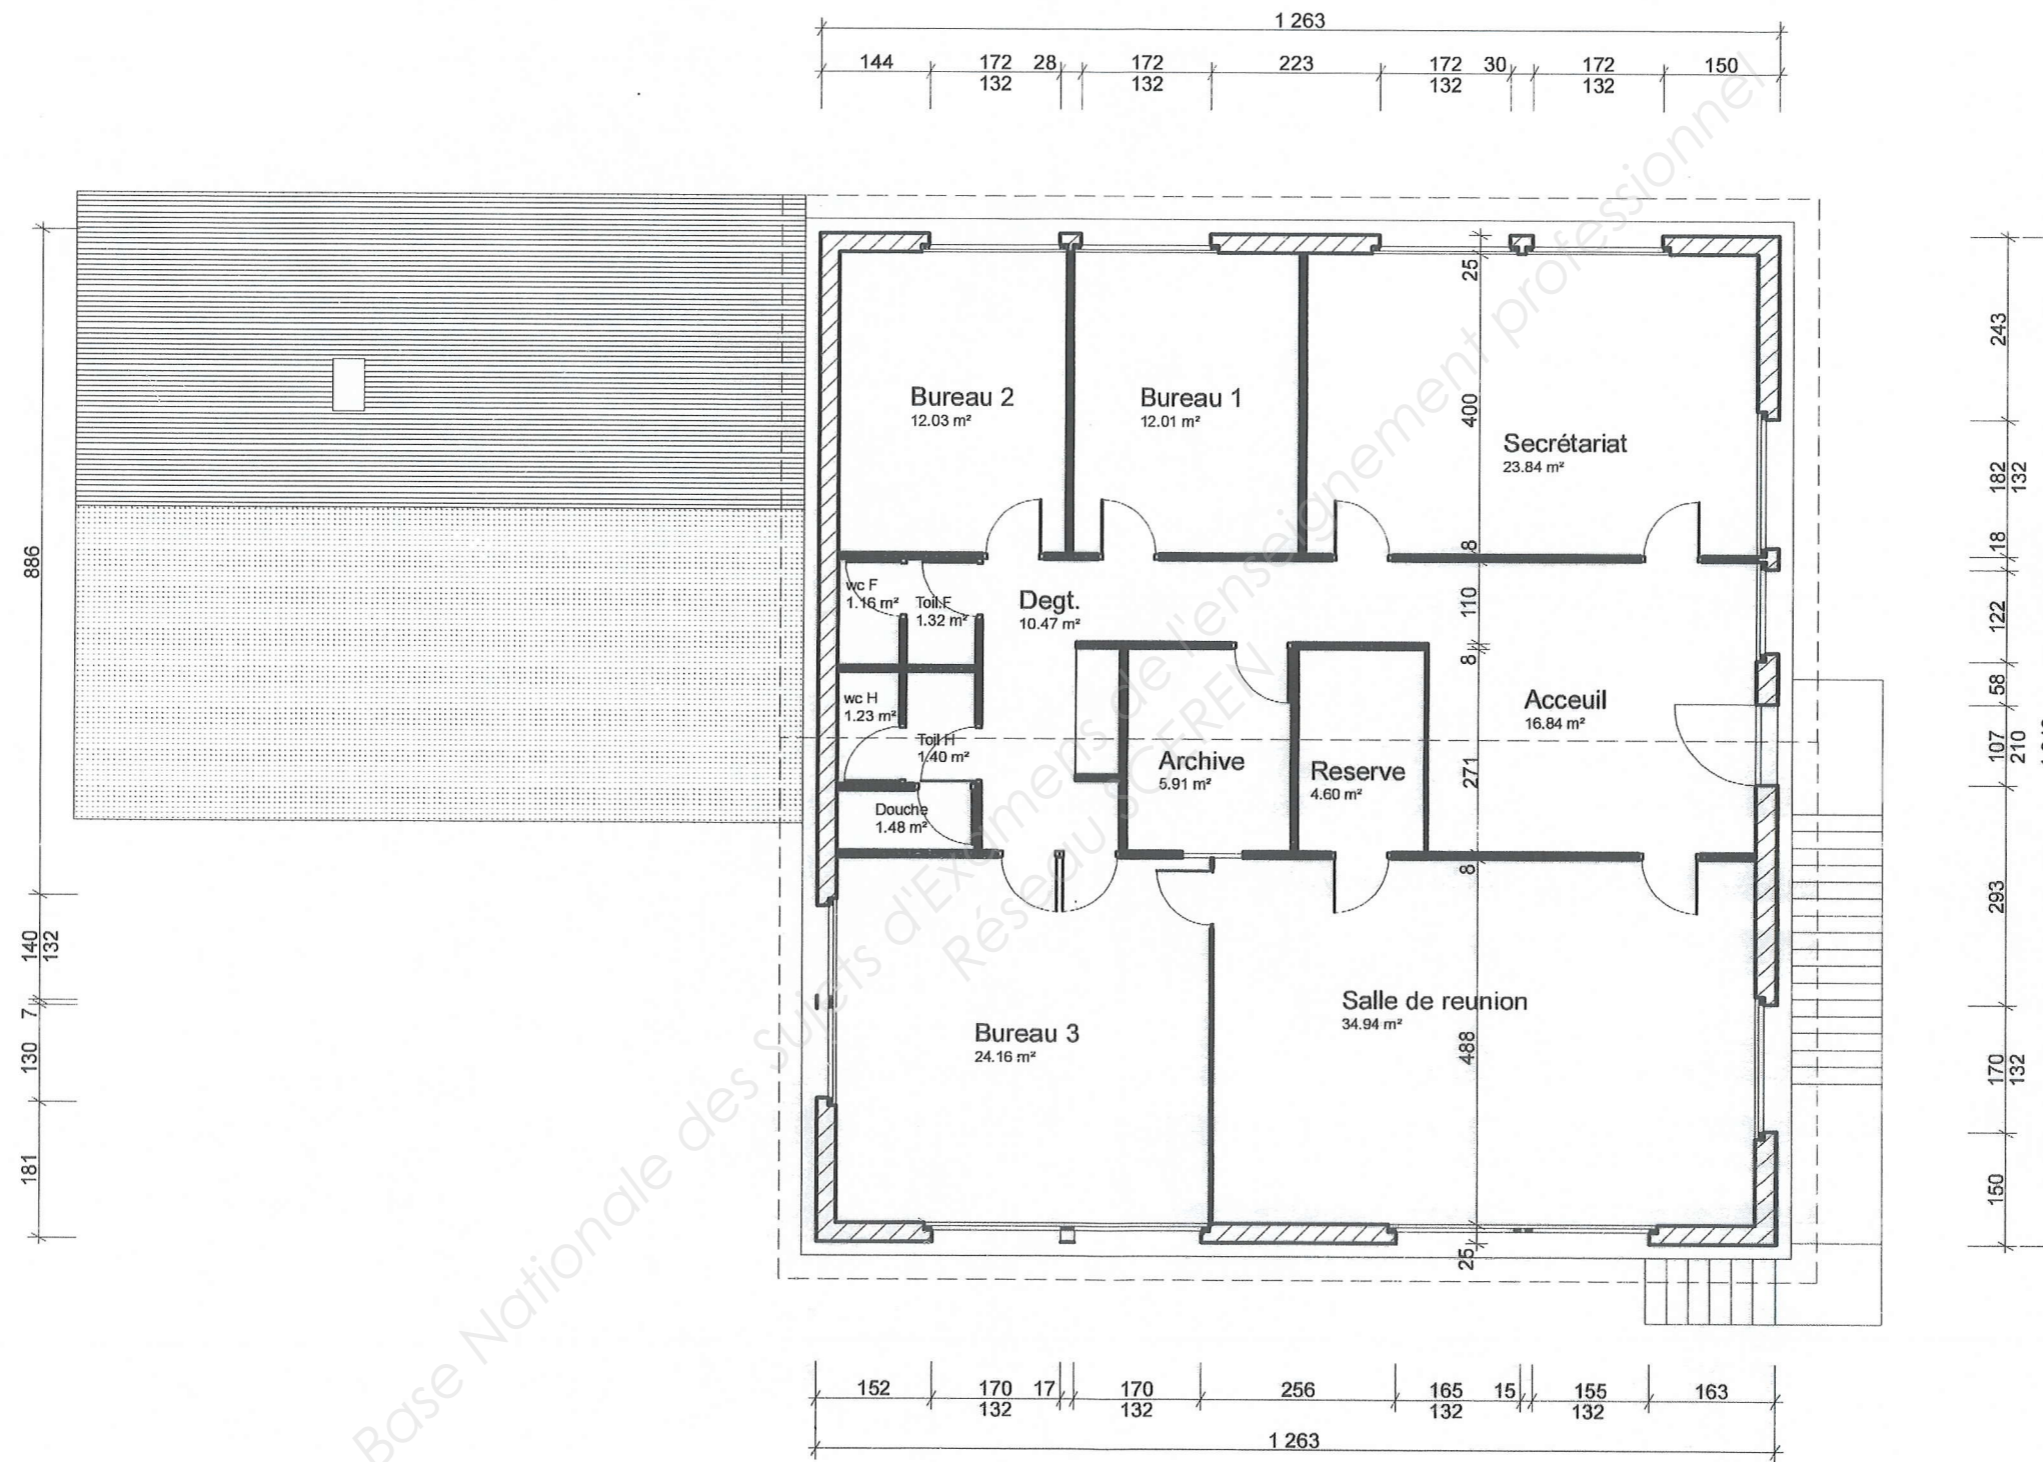 1 263
144 172 28 172 223 172 30 172 150
132 132 132 132
886
140
132
7
130
181
25
400
8
110
8
271
8
488
25
243
182
132
18
122
58
107
210
293
170
132
150
Bureau 2
12.03 m²
Bureau 1
12.01 m²
Secrétariat
23.84 m²
wc F
1.16 m²
Toil.F
1.32 m²
Degt.
10.47 m²
wc H
1.23 m²
Toil H
1.40 m²
Douche
1.48 m²
Archive
5.91 m²
Reserve
4.60 m²
Acceuil
16.84 m²
Bureau 3
24.16 m²
Salle de reunion
34.94 m²
Base Nationale des Sujets d'Examens de l'enseignement professionnel
Réseau SCEREN
152 170 17 170 256 165 15 155 163
132 132 132 132
1 263